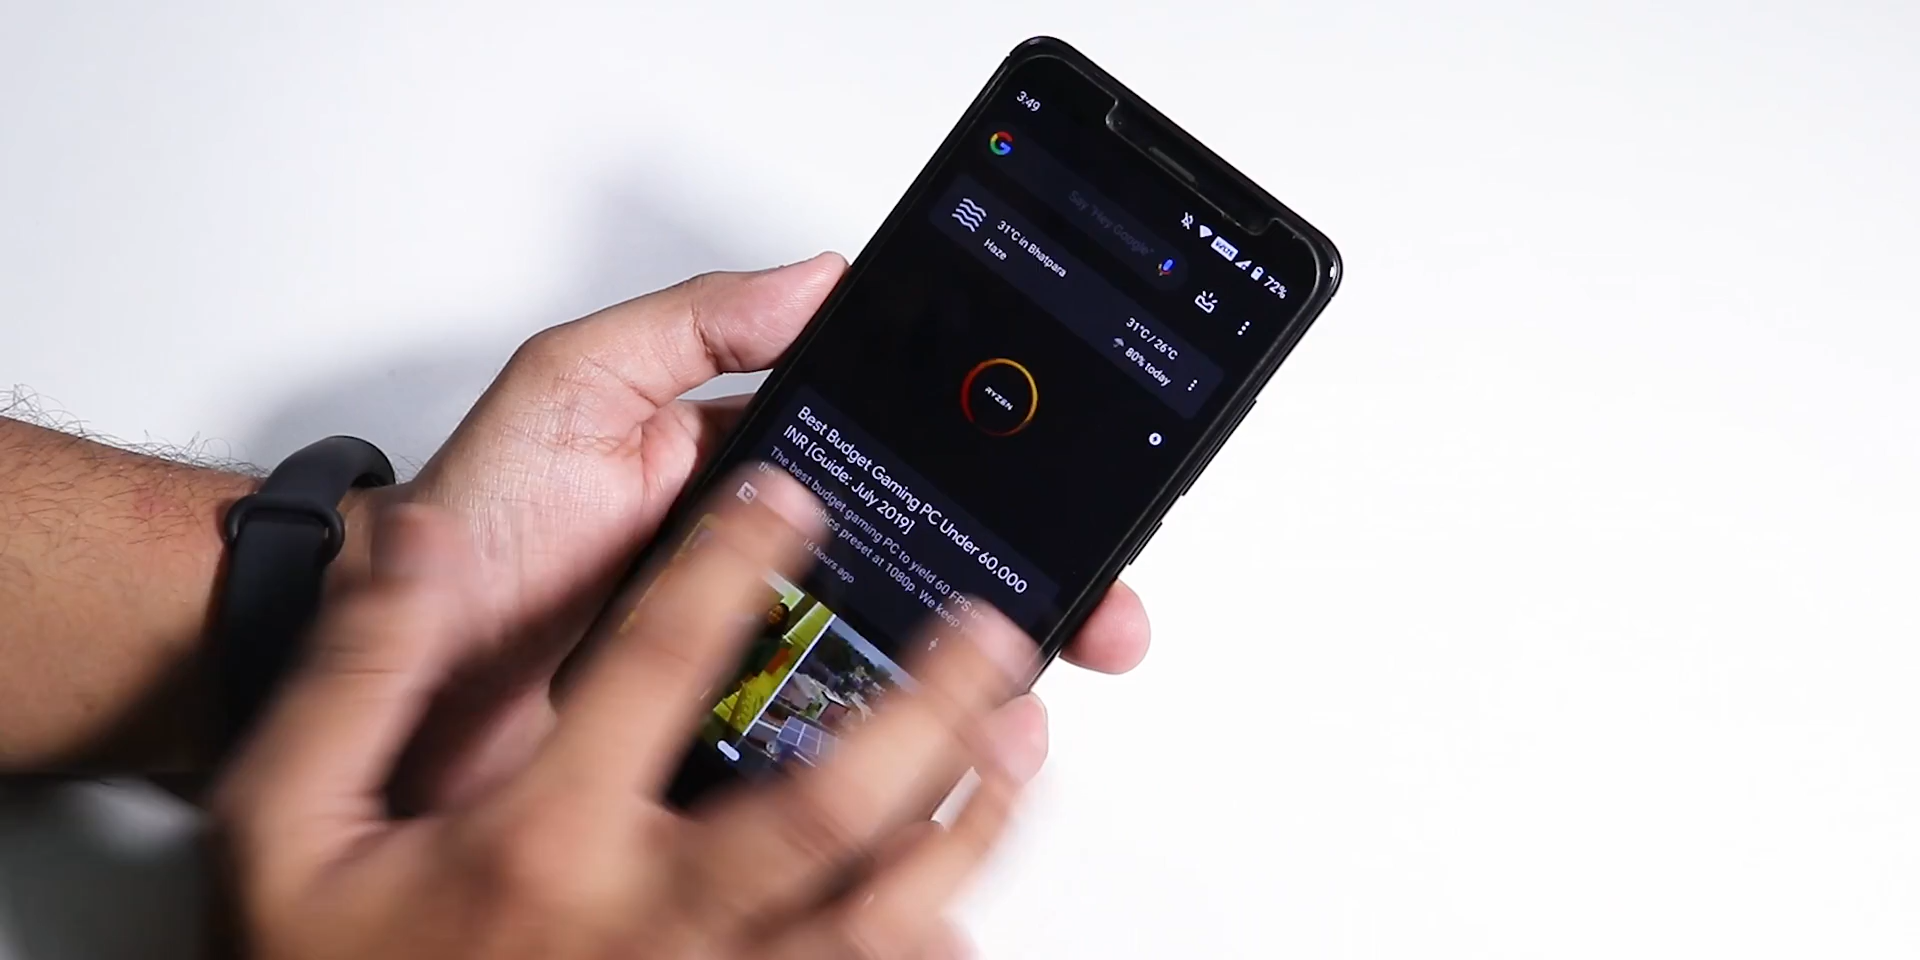 3:49
72%
Say "Hey Google"
31°C in Bhatpara
Haze
31°C / 26°C
80% today
RYZEN
Best Budget Gaming PC Under 60,000
INR [Guide: July 2019]
The best budget gaming PC to yield 60 FPS
preset at 1080p. We keep
16 hours ago